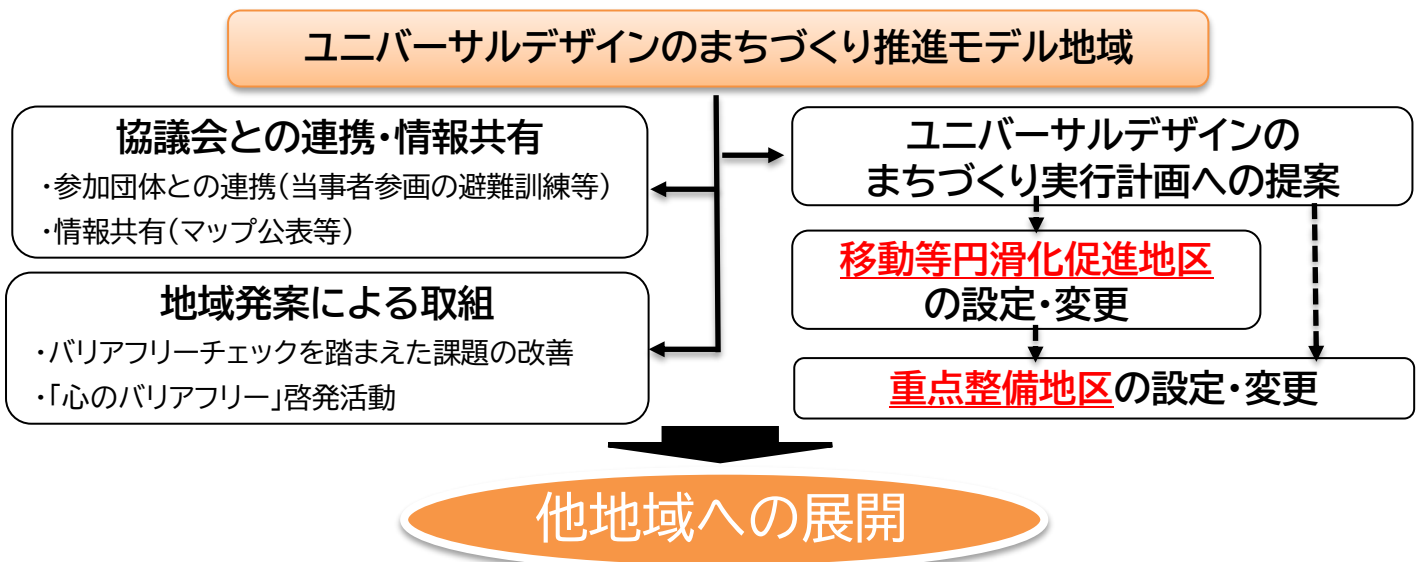 ユニバーサルデザインのまちづくり推進モデル地域
協議会との連携・情報共有
・参加団体との連携(当事者参画の避難訓練等)
・情報共有(マップ公表等)
地域発案による取組
・バリアフリーチェックを踏まえた課題の改善
・「心のバリアフリー」啓発活動
ユニバーサルデザインの
まちづくり実行計画への提案
移動等円滑化促進地区
の設定・変更
重点整備地区の設定・変更
他地域への展開